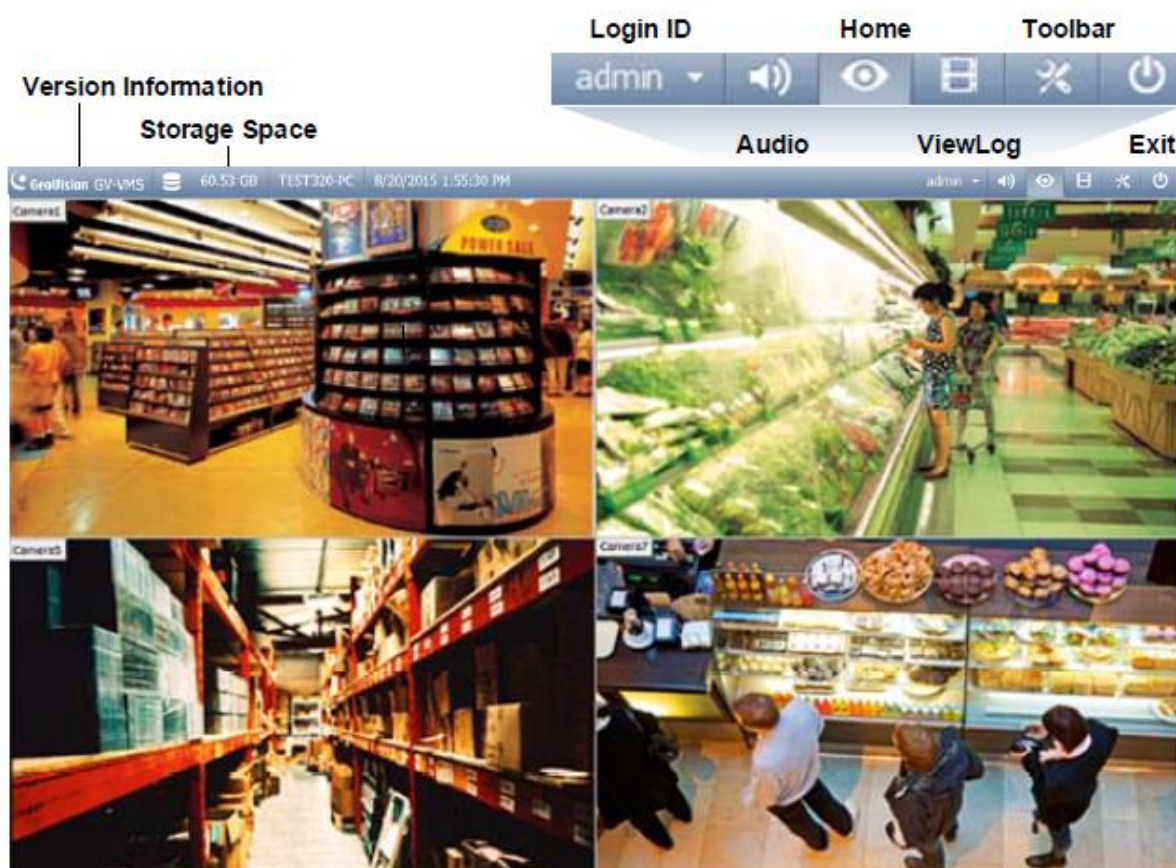 Login ID Home Toolbar
admin
Version Information
Storage Space
Audio ViewLog Exit
GeoVision GV-VMS 60.53 GB TEST320-PC 8/20/2015 1:55:30 PM admin
Camera1
Camera2
POWER SALE
Camera5
Camera7